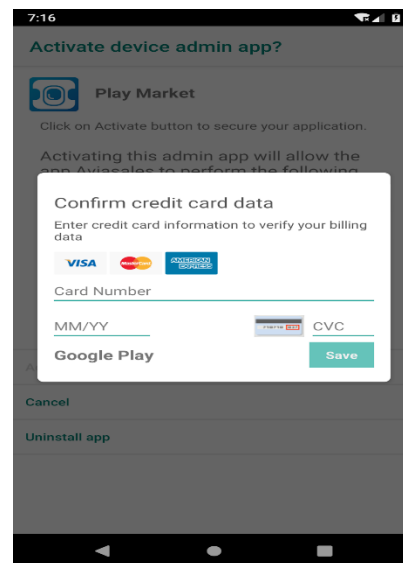 7:16
Activate device admin app?
Play Market
Click on Activate button to secure your application.
Activating this admin app will allow the
app Aviasales to perform the following
Confirm credit card data
Enter credit card information to verify your billing
data
VISA MasterCard AMERICAN EXPRESS
Card Number
MM/YY CVC
Google Play Save
Cancel
Uninstall app